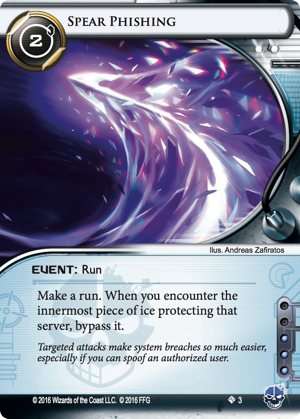 Spear Phishing
2
Ilus. Andreas Zafiratos
EVENT: Run
Make a run. When you encounter the
innermost piece of ice protecting that
server, bypass it.
Targeted attacks make system breaches so much easier,
especially if you can spoof an authorized user.
© 2016 Wizards of the Coast LLC. © 2016 FFG
3